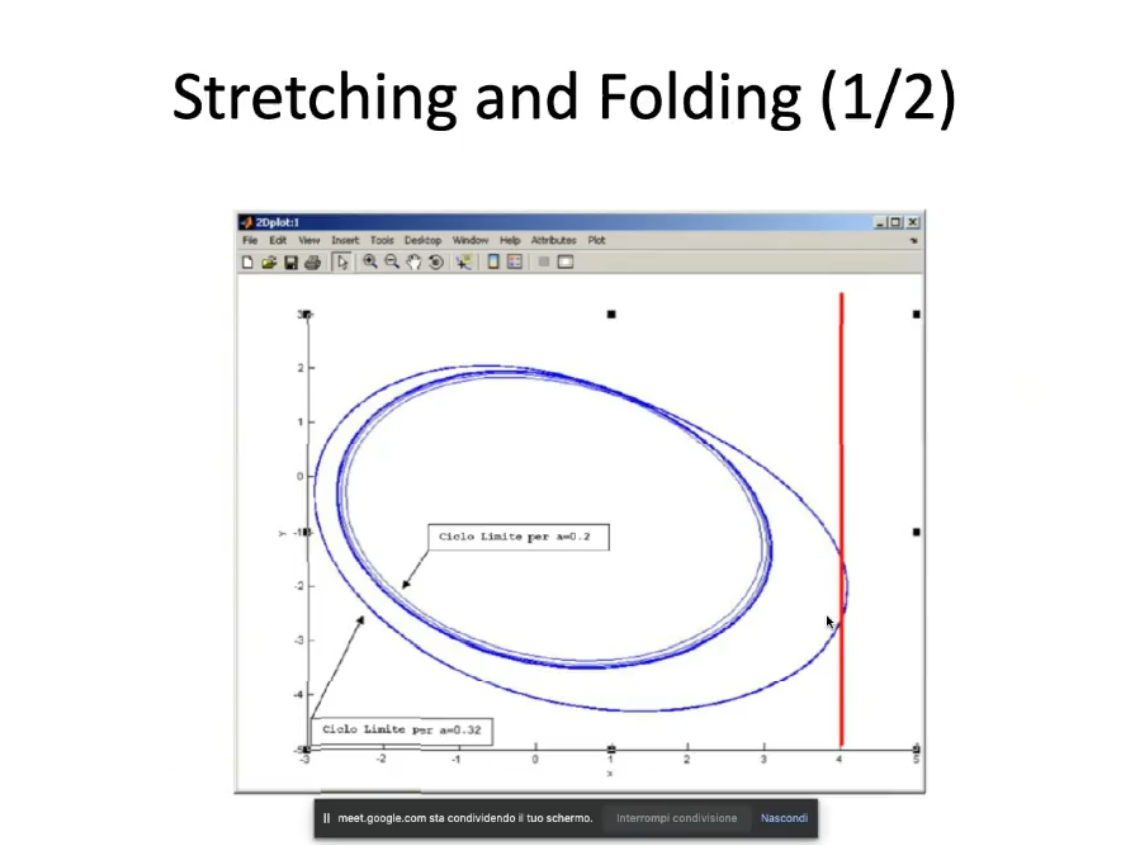 Stretching and Folding (1/2)
2Dplot:1
File Edit View Insert Tools Desktop Window Help Attributes Plot
3
2
1
0
-1
-2
-3
-4
-5
Y
Ciclo Limite per a=0.2
Ciclo Limite per a=0.32
-3 -2 -1 0 1 2 3 4 5
x
meet.google.com sta condividendo il tuo schermo. Interrompi condivisione Nascondi